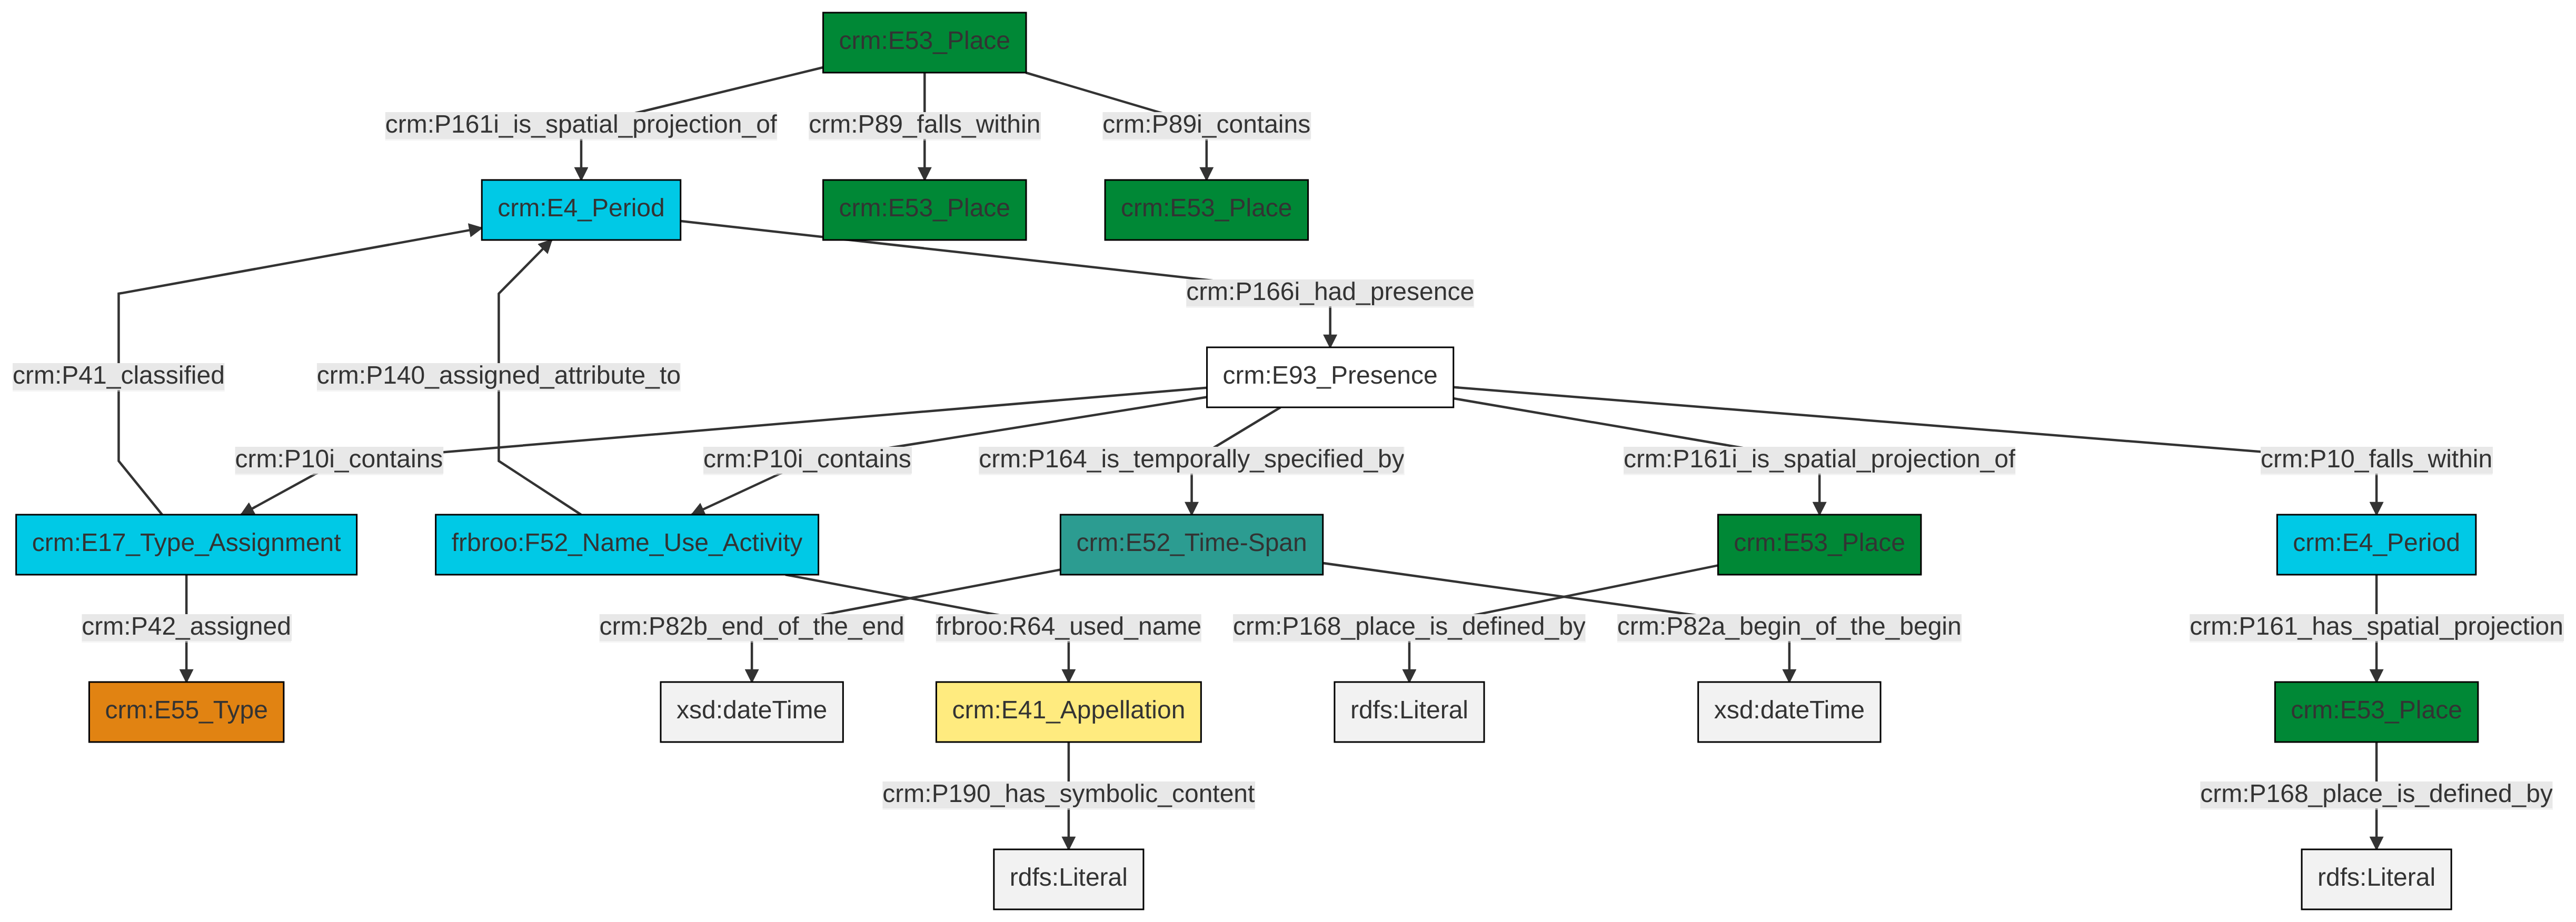 crm:E53_Place
crm:P161i_is_spatial_projection_of
crm:P89_falls_within
crm:P89i_contains
crm:E4_Period
crm:E53_Place
crm:E53_Place
crm:P166i_had_presence
crm:P41_classified
crm:P140_assigned_attribute_to
crm:E93_Presence
crm:P10i_contains
crm:P10i_contains
crm:P164_is_temporally_specified_by
crm:P161i_is_spatial_projection_of
crm:P10_falls_within
crm:E17_Type_Assignment
frbroo:F52_Name_Use_Activity
crm:E52_Time-Span
crm:E53_Place
crm:E4_Period
crm:P42_assigned
crm:P82b_end_of_the_end
frbroo:R64_used_name
crm:P168_place_is_defined_by
crm:P82a_begin_of_the_begin
crm:P161_has_spatial_projection
crm:E55_Type
xsd:dateTime
crm:E41_Appellation
rdfs:Literal
xsd:dateTime
crm:E53_Place
crm:P190_has_symbolic_content
crm:P168_place_is_defined_by
rdfs:Literal
rdfs:Literal